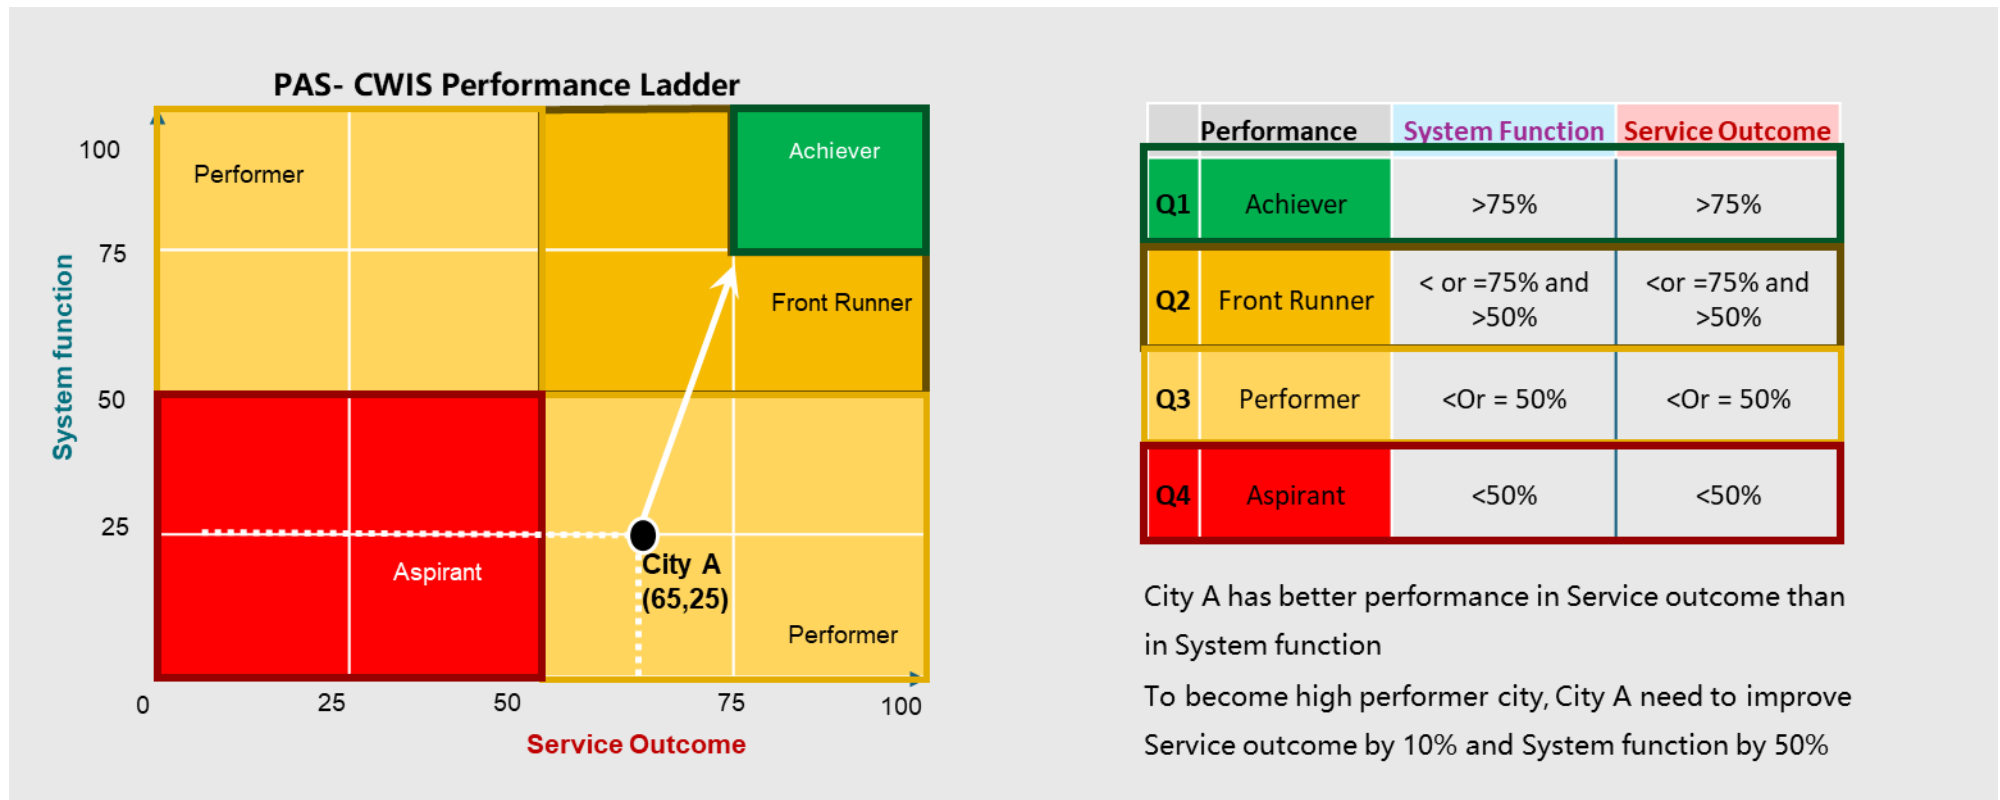 PAS- CWIS Performance Ladder
System function
100
75
50
25
0
25
50
75
100
Service Outcome
Performer
Achiever
Front Runner
Aspirant
City A
(65,25)
Performer
Performance System Function Service Outcome
Q1 Achiever >75% >75%
Q2 Front Runner < or =75% and <or =75% and
>50% >50%
Q3 Performer <Or = 50% <Or = 50%
Q4 Aspirant <50% <50%
City A has better performance in Service outcome than
in System function
To become high performer city, City A need to improve
Service outcome by 10% and System function by 50%